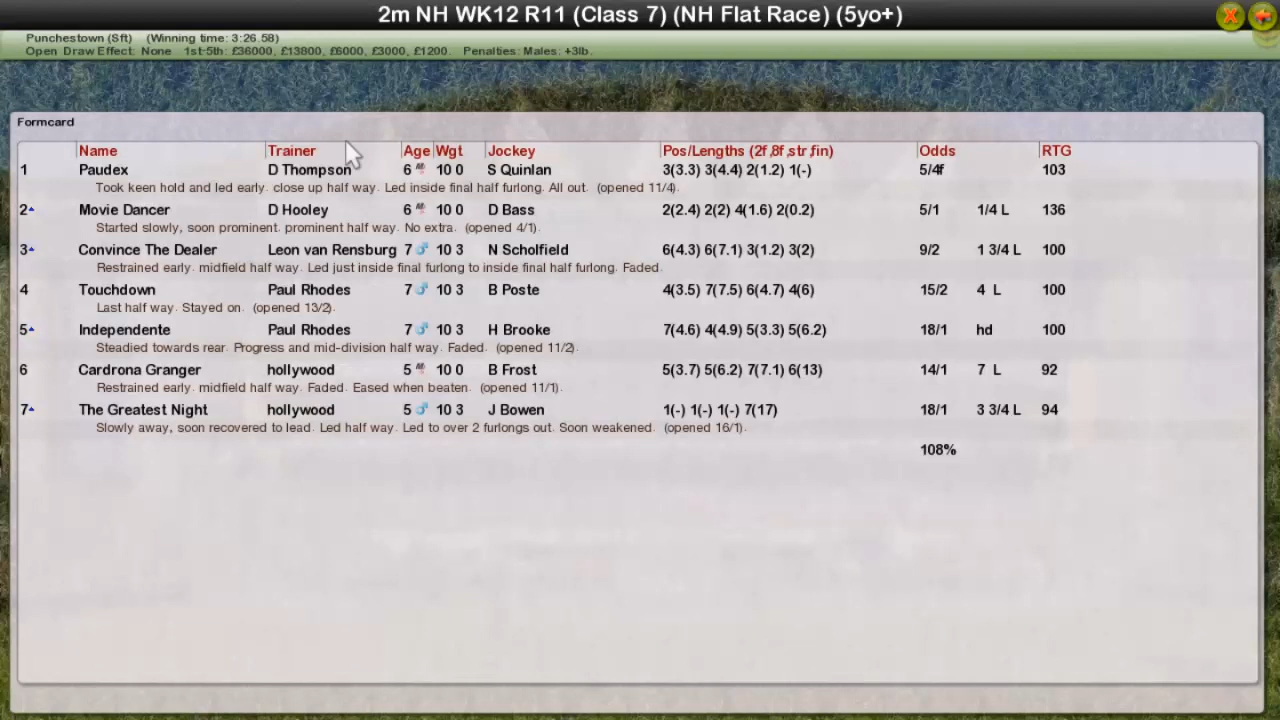 2m NH WK12 R11 (Class 7) (NH Flat Race) (5yo+)
Punchestown (Sft) (Winning time: 3:26.58)
Open Draw Effect: None 1st-5th: £36000, £13800, £6000, £3000, £1200. Penalties: Males: +3lb.
Formcard
Name Trainer Age Wgt Jockey Pos/Lengths (2f,8f,str,fin) Odds RTG
1 Paudex D Thompson 6 10 0 S Quinlan 3(3.3) 3(4.4) 2(1.2) 1(-) 5/4f 103
Took keen hold and led early. close up half way. Led inside final half furlong. All out. (opened 11/4).
2 Movie Dancer D Hooley 6 10 0 D Bass 2(2.4) 2(2) 4(1.6) 2(0.2) 5/1 1/4 L 136
Started slowly, soon prominent. prominent half way. No extra. (opened 4/1).
3 Convince The Dealer Leon van Rensburg 7 10 3 N Scholfield 6(4.3) 6(7.1) 3(1.2) 3(2) 9/2 1 3/4 L 100
Restrained early. midfield half way. Led just inside final furlong to inside final half furlong. Faded.
4 Touchdown Paul Rhodes 7 10 3 B Poste 4(3.5) 7(7.5) 6(4.7) 4(6) 15/2 4 L 100
Last half way. Stayed on. (opened 13/2).
5 Independente Paul Rhodes 7 10 3 H Brooke 7(4.6) 4(4.9) 5(3.3) 5(6.2) 18/1 hd 100
Steadied towards rear. Progress and mid-division half way. Faded. (opened 11/2).
6 Cardrona Granger hollywood 5 10 0 B Frost 5(3.7) 5(6.2) 7(7.1) 6(13) 14/1 7 L 92
Restrained early. midfield half way. Faded. Eased when beaten. (opened 11/1).
7 The Greatest Night hollywood 5 10 3 J Bowen 1(-) 1(-) 1(-) 7(17) 18/1 3 3/4 L 94
Slowly away, soon recovered to lead. Led half way. Led to over 2 furlongs out. Soon weakened. (opened 16/1).
108%